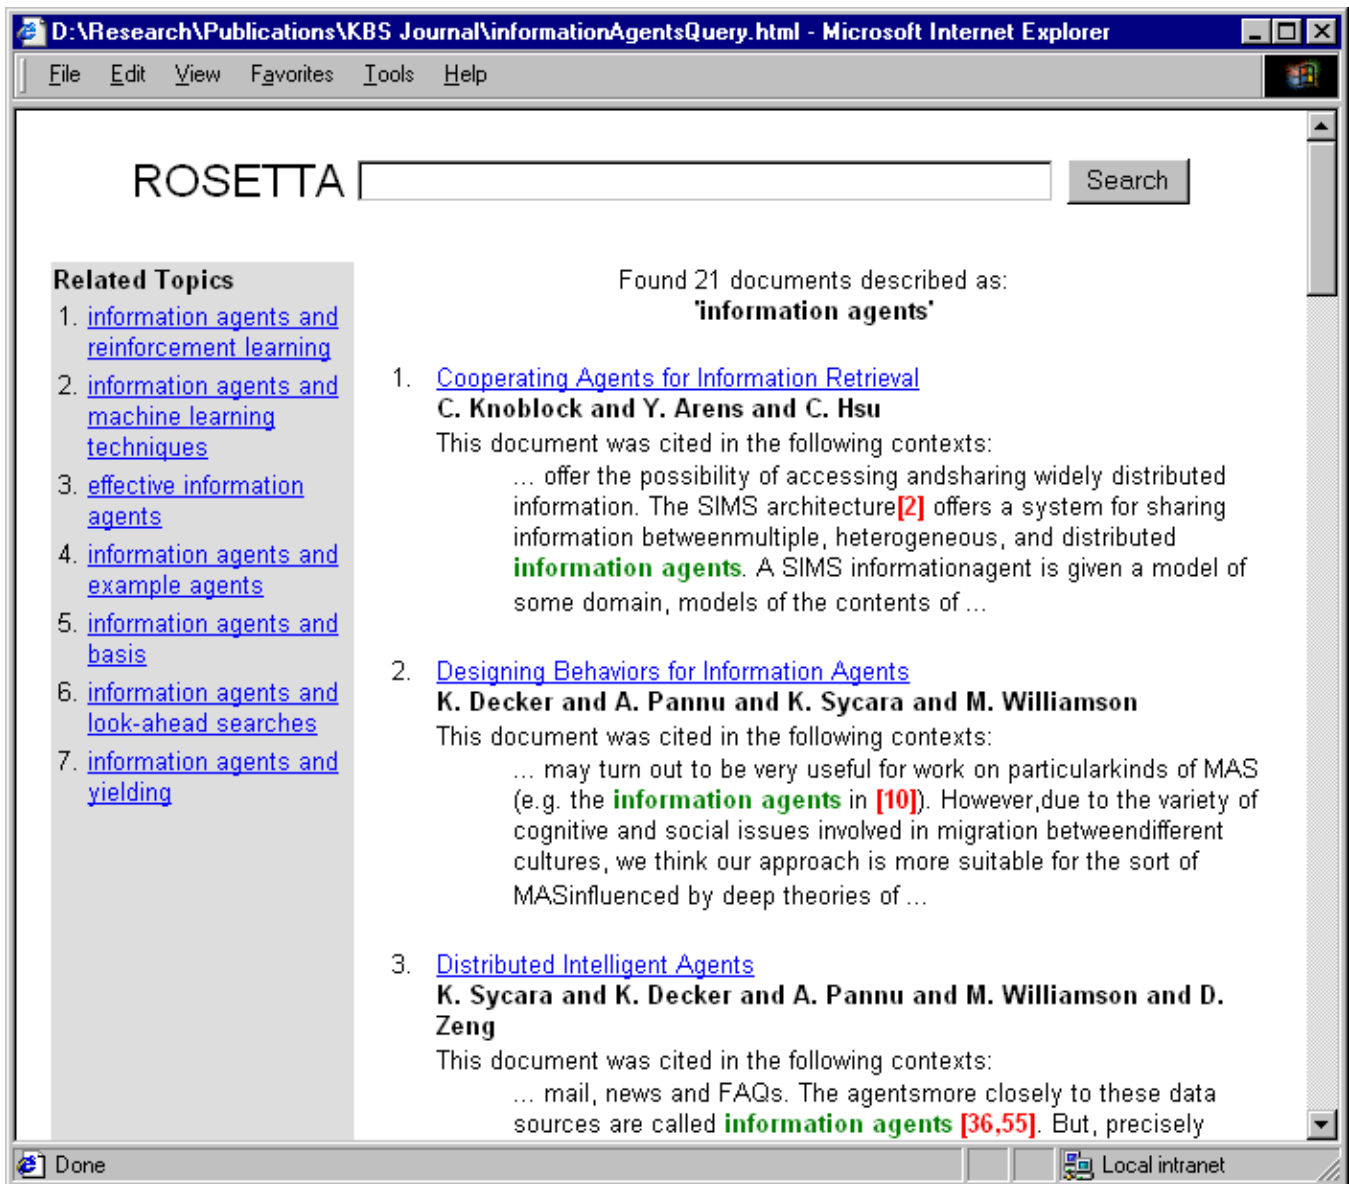 D:\Research\Publications\KBS Journal\informationAgentsQuery.html - Microsoft Internet Explorer
File Edit View Favorites Tools Help
ROSETTA Search
Related Topics
1. information agents and
reinforcement learning
2. information agents and
machine learning
techniques
3. effective information
agents
4. information agents and
example agents
5. information agents and
basis
6. information agents and
look-ahead searches
7. information agents and
yielding
Found 21 documents described as:
'information agents'
1. Cooperating Agents for Information Retrieval
C. Knoblock and Y. Arens and C. Hsu
This document was cited in the following contexts:
... offer the possibility of accessing andsharing widely distributed
information. The SIMS architecture[2] offers a system for sharing
information betweenmultiple, heterogeneous, and distributed
information agents. A SIMS informationagent is given a model of
some domain, models of the contents of ...
2. Designing Behaviors for Information Agents
K. Decker and A. Pannu and K. Sycara and M. Williamson
This document was cited in the following contexts:
... may turn out to be very useful for work on particularkinds of MAS
(e.g. the information agents in [10]). However,due to the variety of
cognitive and social issues involved in migration betweendifferent
cultures, we think our approach is more suitable for the sort of
MASinfluenced by deep theories of ...
3. Distributed Intelligent Agents
K. Sycara and K. Decker and A. Pannu and M. Williamson and D.
Zeng
This document was cited in the following contexts:
... mail, news and FAQs. The agentsmore closely to these data
sources are called information agents [36,55]. But, precisely
Done Local intranet